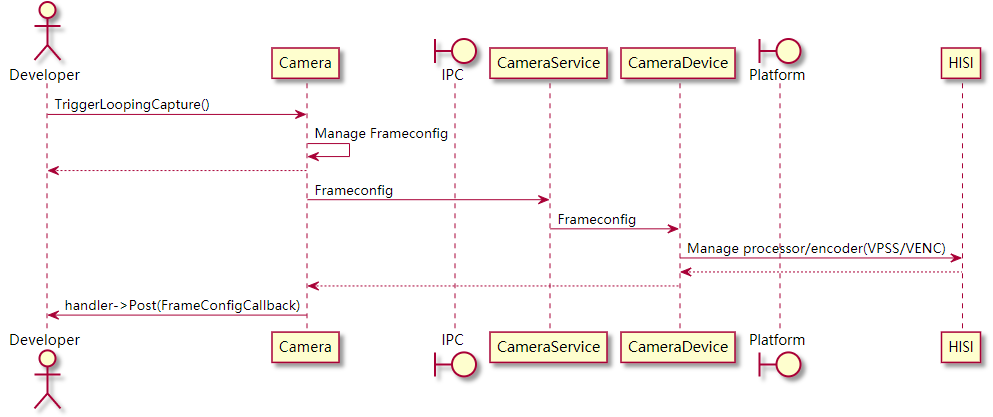 Developer
Camera
IPC
CameraService
CameraDevice
Platform
HISI
TriggerLoopingCapture()
Manage Frameconfig
Frameconfig
Frameconfig
Manage processor/encoder(VPSS/VENC)
handler->Post(FrameConfigCallback)
Developer
Camera
IPC
CameraService
CameraDevice
Platform
HISI